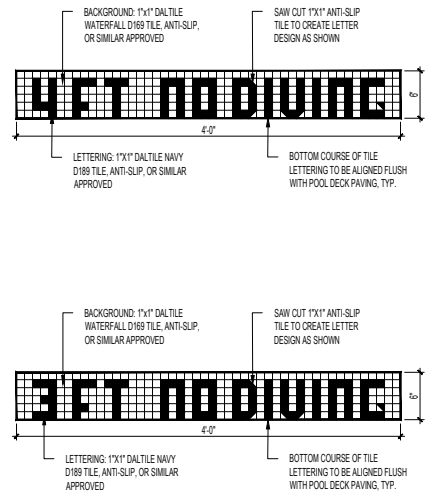 BACKGROUND: 1"x1" DALTILE
WATERFALL D169 TILE, ANTI-SLIP,
OR SIMILAR APPROVED
SAW CUT 1"X1" ANTI-SLIP
TILE TO CREATE LETTER
DESIGN AS SHOWN
4FT NO DIVING
6"
4'-0"
LETTERING: 1"X1" DALTILE NAVY
D189 TILE, ANTI-SLIP, OR SIMILAR
APPROVED
BOTTOM COURSE OF TILE
LETTERING TO BE ALIGNED FLUSH
WITH POOL DECK PAVING, TYP.
BACKGROUND: 1"x1" DALTILE
WATERFALL D169 TILE, ANTI-SLIP,
OR SIMILAR APPROVED
SAW CUT 1"X1" ANTI-SLIP
TILE TO CREATE LETTER
DESIGN AS SHOWN
3FT NO DIVING
6"
4'-0"
LETTERING: 1"X1" DALTILE NAVY
D189 TILE, ANTI-SLIP, OR SIMILAR
APPROVED
BOTTOM COURSE OF TILE
LETTERING TO BE ALIGNED FLUSH
WITH POOL DECK PAVING, TYP.